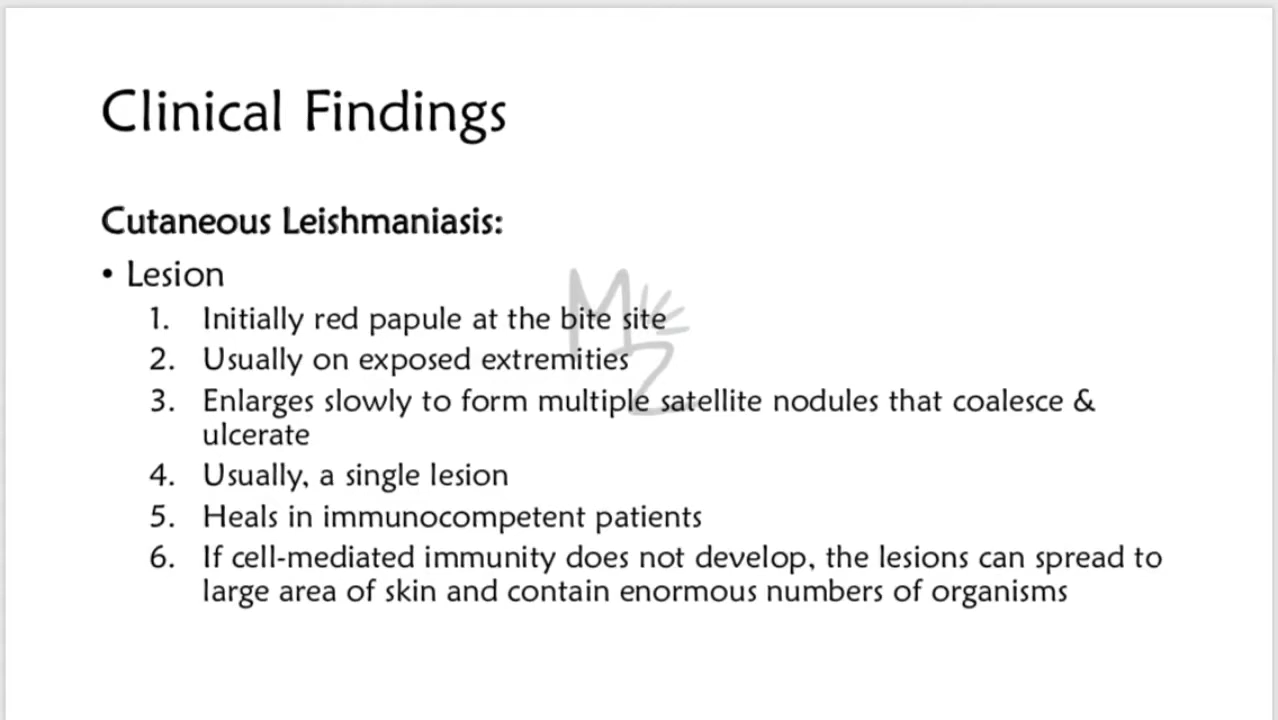 Clinical Findings
Cutaneous Leishmaniasis:
• Lesion
1. Initially red papule at the bite site
2. Usually on exposed extremities
3. Enlarges slowly to form multiple satellite nodules that coalesce &
ulcerate
4. Usually, a single lesion
5. Heals in immunocompetent patients
6. If cell-mediated immunity does not develop, the lesions can spread to
large area of skin and contain enormous numbers of organisms